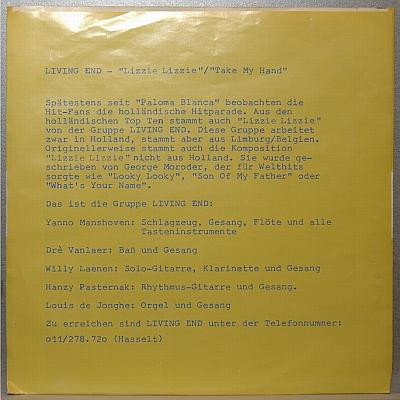 LIVING END - "Lizzie Lizzie"/"Take My Hand"
Spätestens seit "Paloma Blanca" beobachten die
Hit-Fans die holländische Hitparade. Aus den
holländischen Top Ten stammt auch "Lizzie Lizzie"
von der Gruppe LIVING END. Diese Gruppe arbeitet
zwar in Holland, stammt aber aus Limburg/Belgien.
Originellerweise stammt auch die Komposition
"Lizzie Lizzie" nicht aus Holland. Sie wurde ge-
schrieben von George Moroder, der für Welthits
sorgte wie "Looky Looky", "Son Of My Father" oder
"What's Your Name".
Das ist die Gruppe LIVING END:
Yanno Manshoven: Schlagzeug, Gesang, Flöte und alle
Tasteninstrumente
Drè Vanlaer: Baß und Gesang
Willy Laenen: Solo-Gitarre, Klarinette und Gesang
Hanzy Pasternak: Rhythmus-Gitarre und Gesang.
Louis de Jonghe: Orgel und Gesang
Zu erreichen sind LIVING END unter der Telefonnummer:
o11/278.72o (Hasselt)